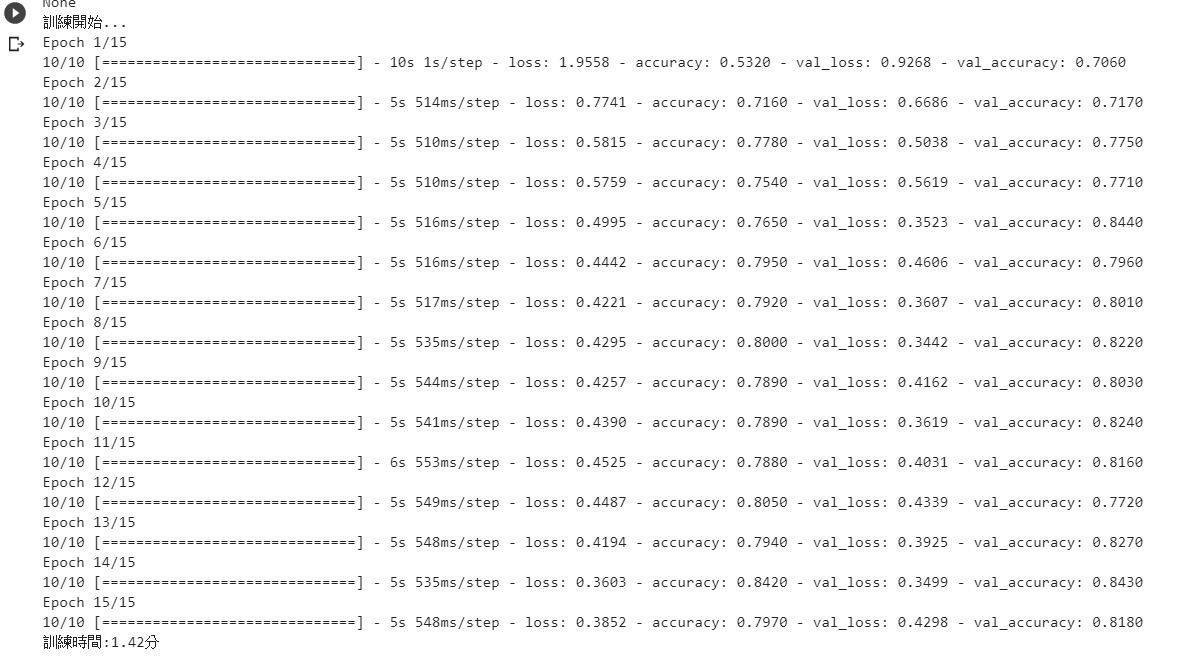 None
訓練開始...
Epoch 1/15
10/10 [==============================] - 10s 1s/step - loss: 1.9558 - accuracy: 0.5320 - val_loss: 0.9268 - val_accuracy: 0.7060
Epoch 2/15
10/10 [==============================] - 5s 514ms/step - loss: 0.7741 - accuracy: 0.7160 - val_loss: 0.6686 - val_accuracy: 0.7170
Epoch 3/15
10/10 [==============================] - 5s 510ms/step - loss: 0.5815 - accuracy: 0.7780 - val_loss: 0.5038 - val_accuracy: 0.7750
Epoch 4/15
10/10 [==============================] - 5s 510ms/step - loss: 0.5759 - accuracy: 0.7540 - val_loss: 0.5619 - val_accuracy: 0.7710
Epoch 5/15
10/10 [==============================] - 5s 516ms/step - loss: 0.4995 - accuracy: 0.7650 - val_loss: 0.3523 - val_accuracy: 0.8440
Epoch 6/15
10/10 [==============================] - 5s 516ms/step - loss: 0.4442 - accuracy: 0.7950 - val_loss: 0.4606 - val_accuracy: 0.7960
Epoch 7/15
10/10 [==============================] - 5s 517ms/step - loss: 0.4221 - accuracy: 0.7920 - val_loss: 0.3607 - val_accuracy: 0.8010
Epoch 8/15
10/10 [==============================] - 5s 535ms/step - loss: 0.4295 - accuracy: 0.8000 - val_loss: 0.3442 - val_accuracy: 0.8220
Epoch 9/15
10/10 [==============================] - 5s 544ms/step - loss: 0.4257 - accuracy: 0.7890 - val_loss: 0.4162 - val_accuracy: 0.8030
Epoch 10/15
10/10 [==============================] - 5s 541ms/step - loss: 0.4390 - accuracy: 0.7890 - val_loss: 0.3619 - val_accuracy: 0.8240
Epoch 11/15
10/10 [==============================] - 6s 553ms/step - loss: 0.4525 - accuracy: 0.7880 - val_loss: 0.4031 - val_accuracy: 0.8160
Epoch 12/15
10/10 [==============================] - 5s 549ms/step - loss: 0.4487 - accuracy: 0.8050 - val_loss: 0.4339 - val_accuracy: 0.7720
Epoch 13/15
10/10 [==============================] - 5s 548ms/step - loss: 0.4194 - accuracy: 0.7940 - val_loss: 0.3925 - val_accuracy: 0.8270
Epoch 14/15
10/10 [==============================] - 5s 535ms/step - loss: 0.3603 - accuracy: 0.8420 - val_loss: 0.3499 - val_accuracy: 0.8430
Epoch 15/15
10/10 [==============================] - 5s 548ms/step - loss: 0.3852 - accuracy: 0.7970 - val_loss: 0.4298 - val_accuracy: 0.8180
訓練時間:1.42分